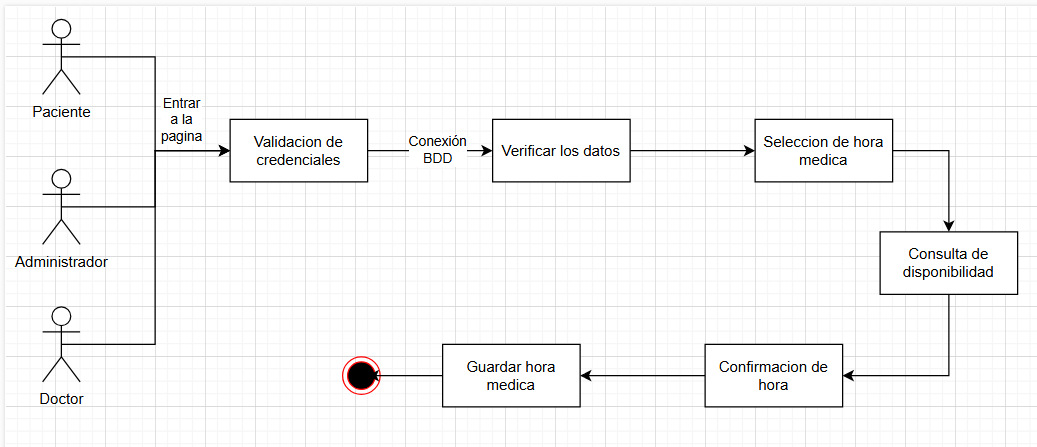 Paciente
Entrar
a la
pagina
Validacion de
credenciales
Conexión
BDD
Verificar los datos
Seleccion de hora
medica
Administrador
Consulta de
disponibilidad
Doctor
Guardar hora
medica
Confirmacion de
hora